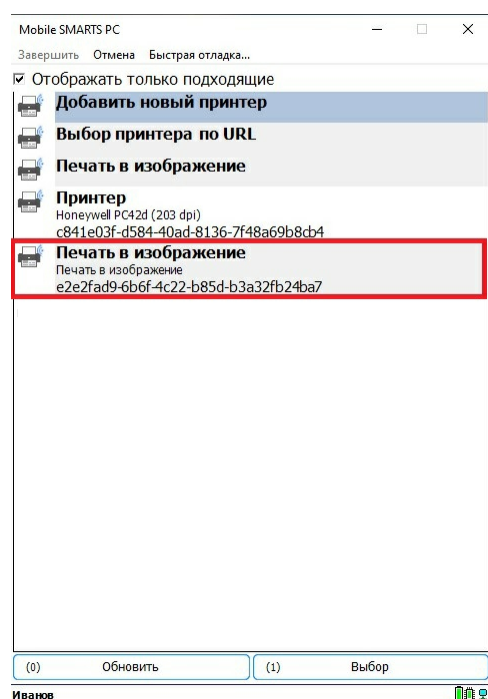 Mobile SMARTS PC
Завершить Отмена Быстрая отладка...
Отображать только подходящие
Добавить новый принтер
Выбор принтера по URL
Печать в изображение
Принтер
Honeywell PC42d (203 dpi)
c841e03f-d584-40ad-8136-7f48a69b8cb4
Печать в изображение
Печать в изображение
e2e2fad9-6b6f-4c22-b85d-b3a32fb24ba7
(0) Обновить (1) Выбор
Иванов